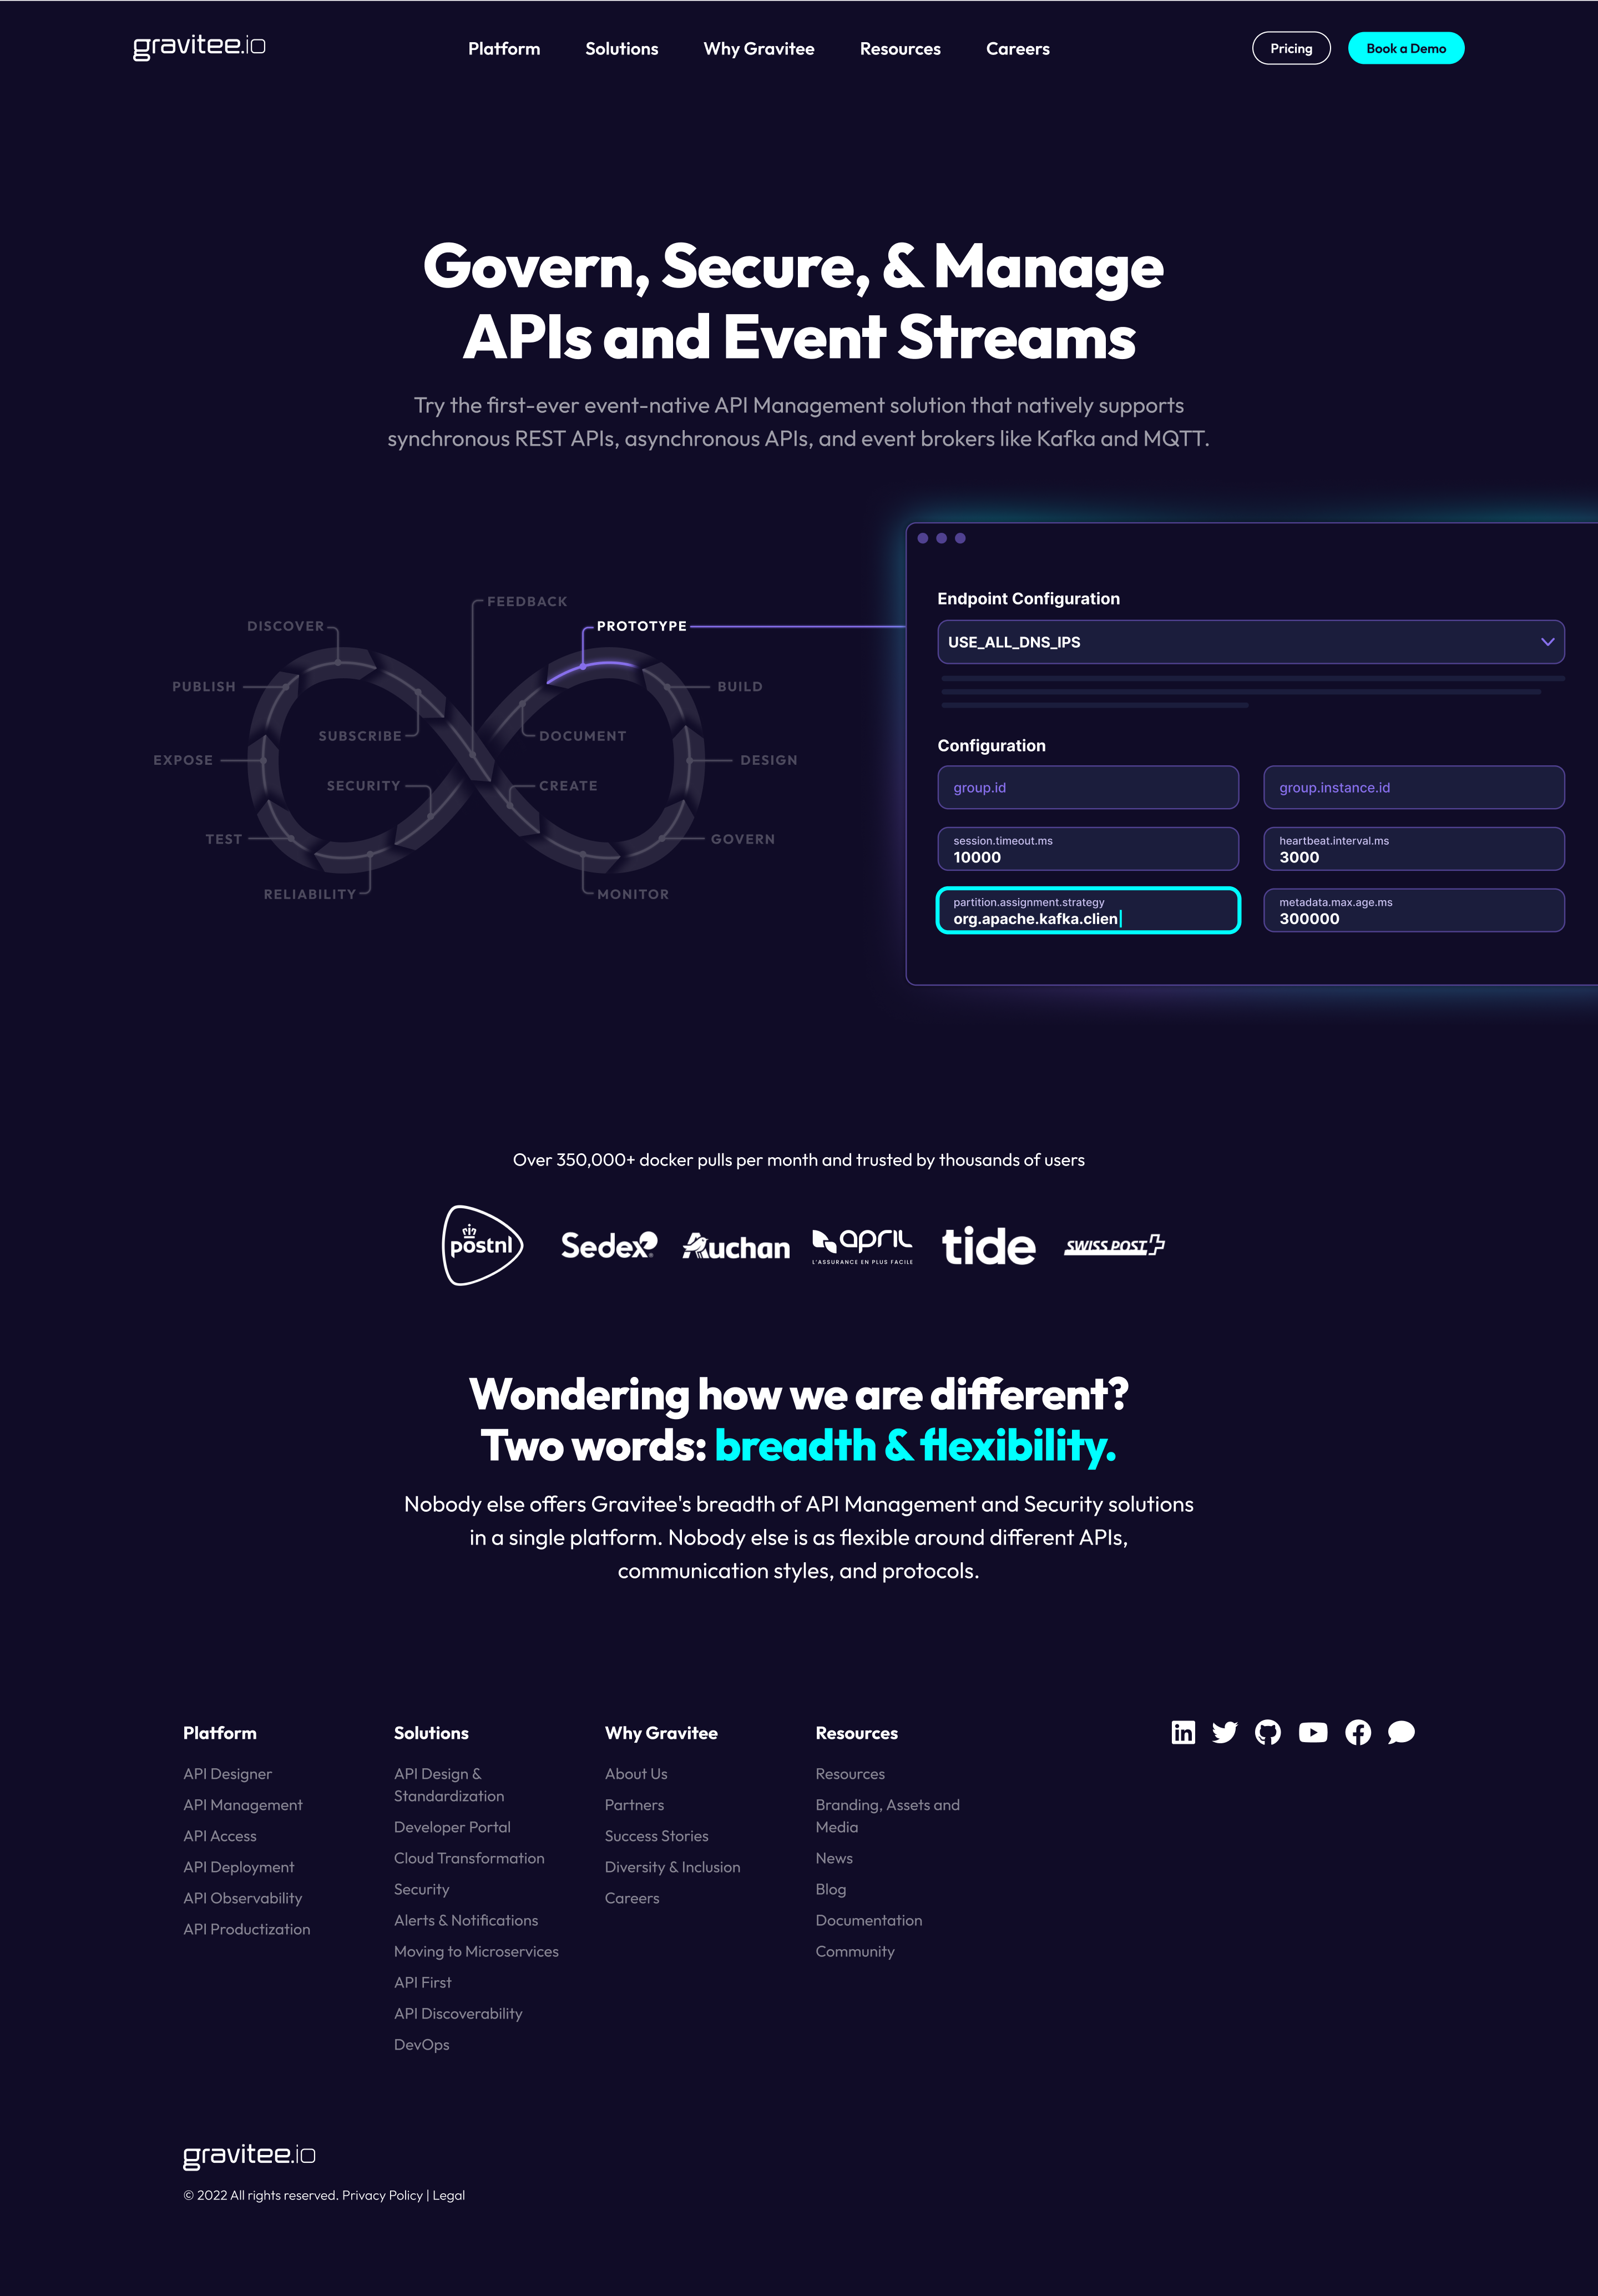 gravitee.io
Platform
Solutions
Why Gravitee
Resources
Careers
Pricing
Book a Demo
Govern, Secure, & Manage
APIs and Event Streams
Try the first-ever event-native API Management solution that natively supports
synchronous REST APIs, asynchronous APIs, and event brokers like Kafka and MQTT.
FEEDBACK
DISCOVER
PROTOTYPE
PUBLISH
BUILD
SUBSCRIBE
DOCUMENT
EXPOSE
DESIGN
SECURITY
CREATE
TEST
GOVERN
RELIABILITY
MONITOR
Endpoint Configuration
USE_ALL_DNS_IPS
Configuration
group.id
group.instance.id
session.timeout.ms
10000
heartbeat.interval.ms
3000
partition.assignment.strategy
org.apache.kafka.clien
metadata.max.age.ms
300000
Over 350,000+ docker pulls per month and trusted by thousands of users
postnl
Sedex
Auchan
april
L'ASSURANCE EN PLUS FACILE
tide
SWISS POST
Wondering how we are different?
Two words: breadth & flexibility.
Nobody else offers Gravitee's breadth of API Management and Security solutions
in a single platform. Nobody else is as flexible around different APIs,
communication styles, and protocols.
Platform
API Designer
API Management
API Access
API Deployment
API Observability
API Productization
Solutions
API Design &
Standardization
Developer Portal
Cloud Transformation
Security
Alerts & Notifications
Moving to Microservices
API First
API Discoverability
DevOps
Why Gravitee
About Us
Partners
Success Stories
Diversity & Inclusion
Careers
Resources
Resources
Branding, Assets and
Media
News
Blog
Documentation
Community
in
gravitee.io
© 2022 All rights reserved. Privacy Policy | Legal